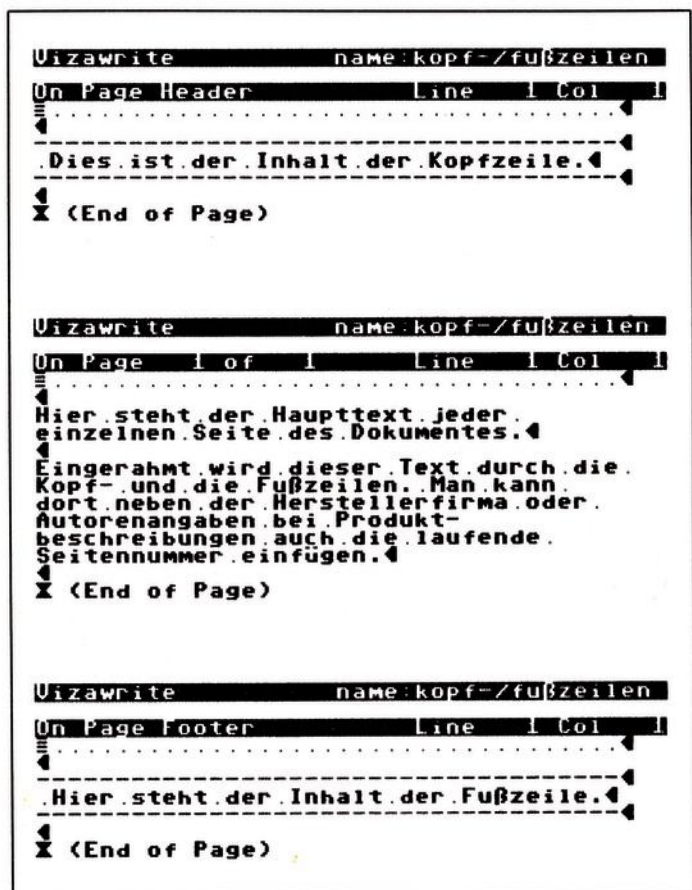 Vizawrite name:kopf-/fußzeilen
On Page Header Line 1 Col 1
------------------------------------------
.Dies.ist.der.Inhalt.der.Kopfzeile.
------------------------------------------
(End of Page)
Vizawrite name:kopf-/fußzeilen
On Page 1 of 1 Line 1 Col 1
Hier.steht.der.Haupttext.jeder.
einzelnen.Seite.des.Dokumentes.
Eingerahmt.wird.dieser.Text.durch.die.
Kopf-.und.die.Fußzeilen..Man.kann.
dort.neben.der.Herstellerfirma.oder.
Autorenangaben.bei.Produkt-
beschreibungen.auch.die.laufende.
Seitennummer.einfügen.
(End of Page)
Vizawrite name:kopf-/fußzeilen
On Page Footer Line 1 Col 1
------------------------------------------
.Hier.steht.der.Inhalt.der.Fußzeile.
------------------------------------------
(End of Page)